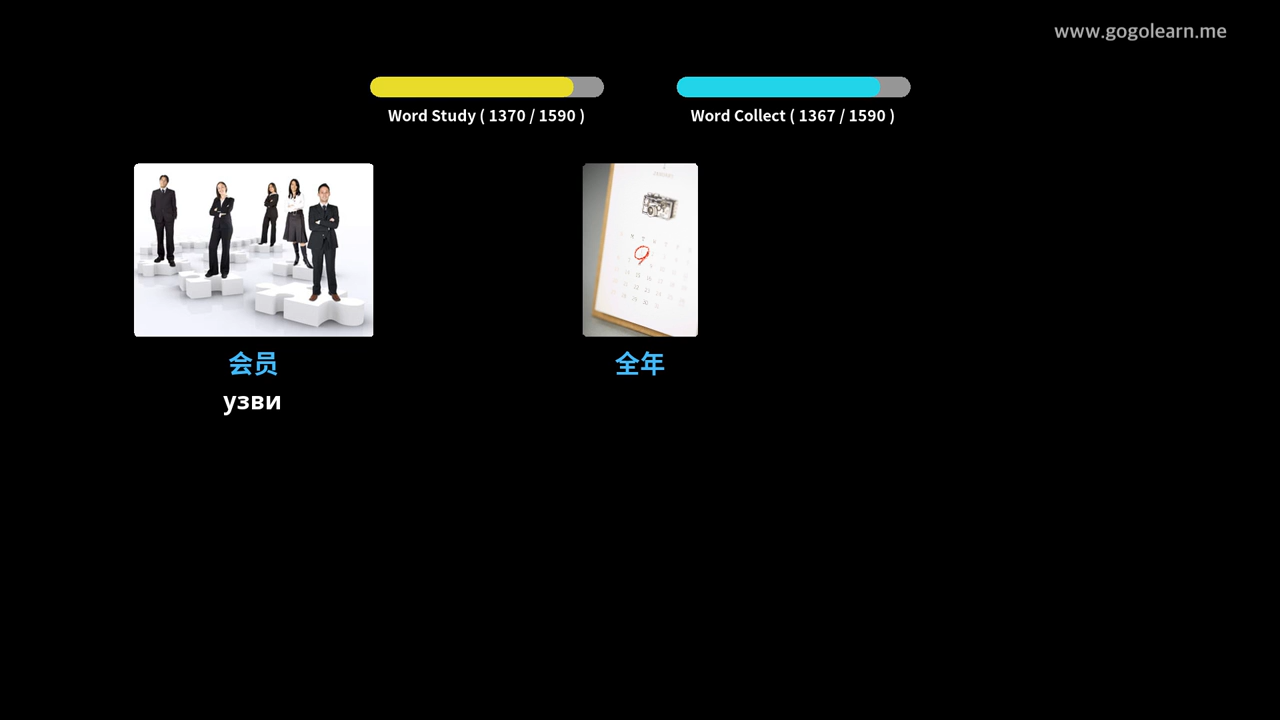 www.gogolearn.me
Word Study ( 1370 / 1590 )
Word Collect ( 1367 / 1590 )
会员
全年
узви